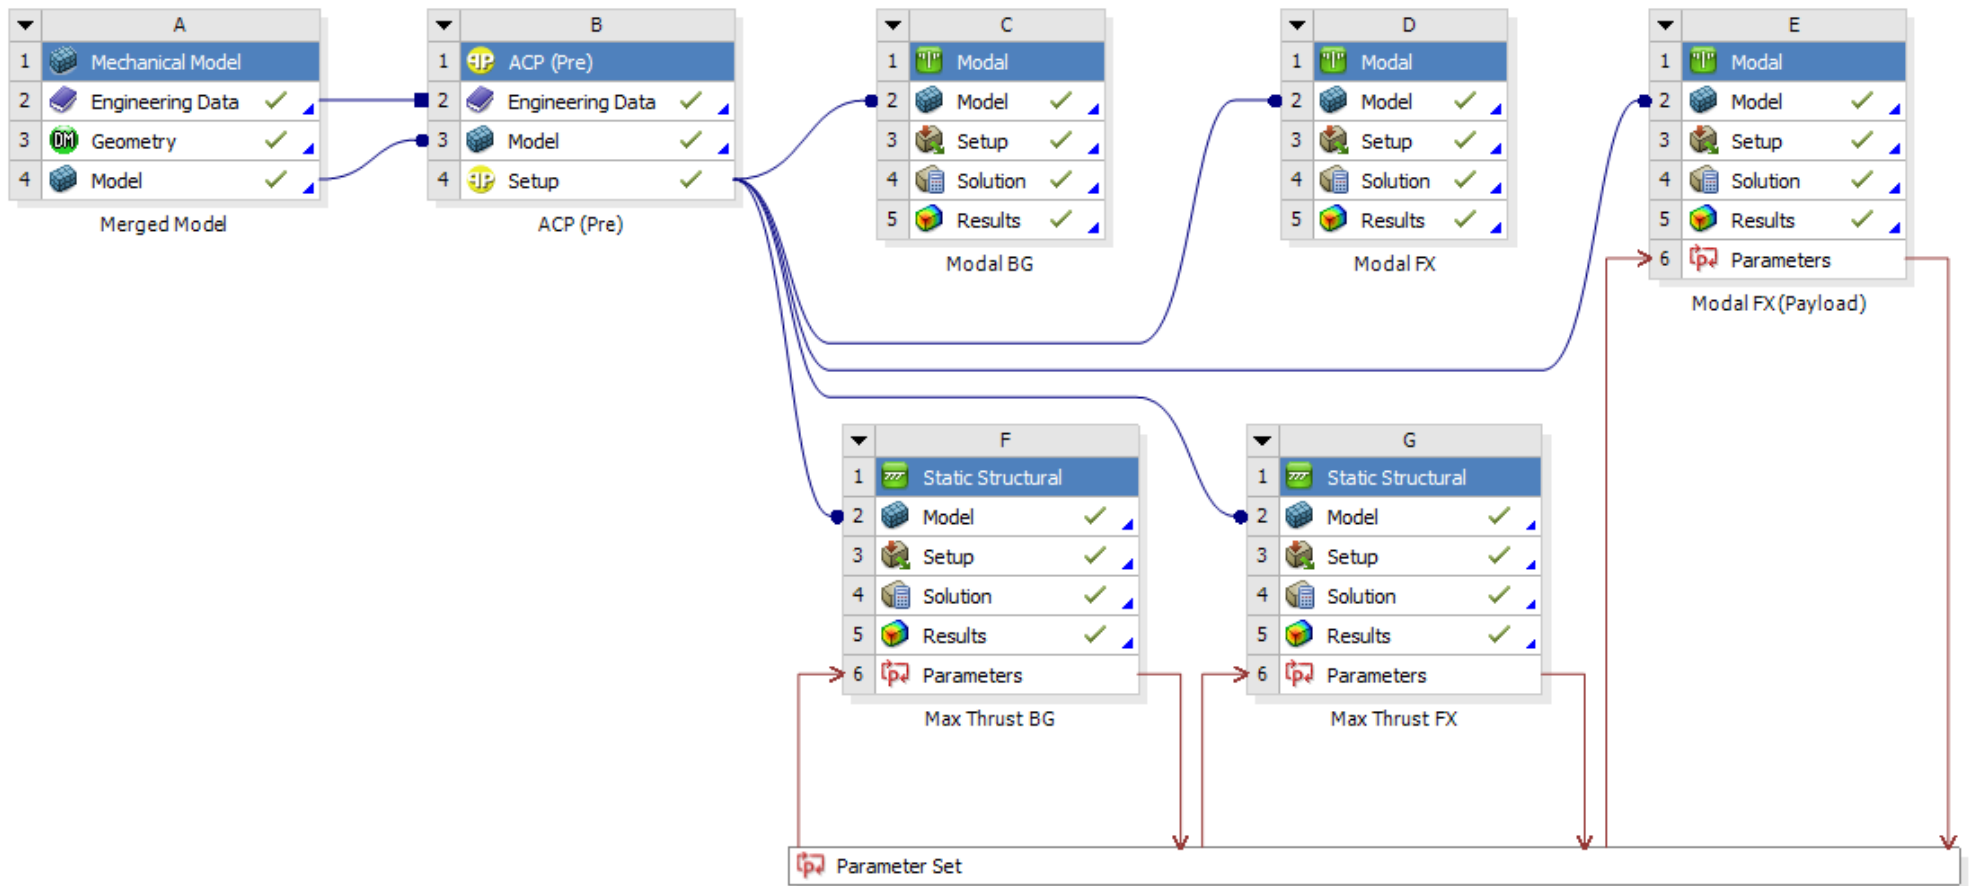 A
1 Mechanical Model
2 Engineering Data
3 DM Geometry
4 Model
Merged Model
B
1 ACP (Pre)
2 Engineering Data
3 Model
4 Setup
ACP (Pre)
C
1 Modal
2 Model
3 Setup
4 Solution
5 Results
Modal BG
D
1 Modal
2 Model
3 Setup
4 Solution
5 Results
Modal FX
E
1 Modal
2 Model
3 Setup
4 Solution
5 Results
6 Parameters
Modal FX (Payload)
F
1 Static Structural
2 Model
3 Setup
4 Solution
5 Results
6 Parameters
Max Thrust BG
G
1 Static Structural
2 Model
3 Setup
4 Solution
5 Results
6 Parameters
Max Thrust FX
Parameter Set